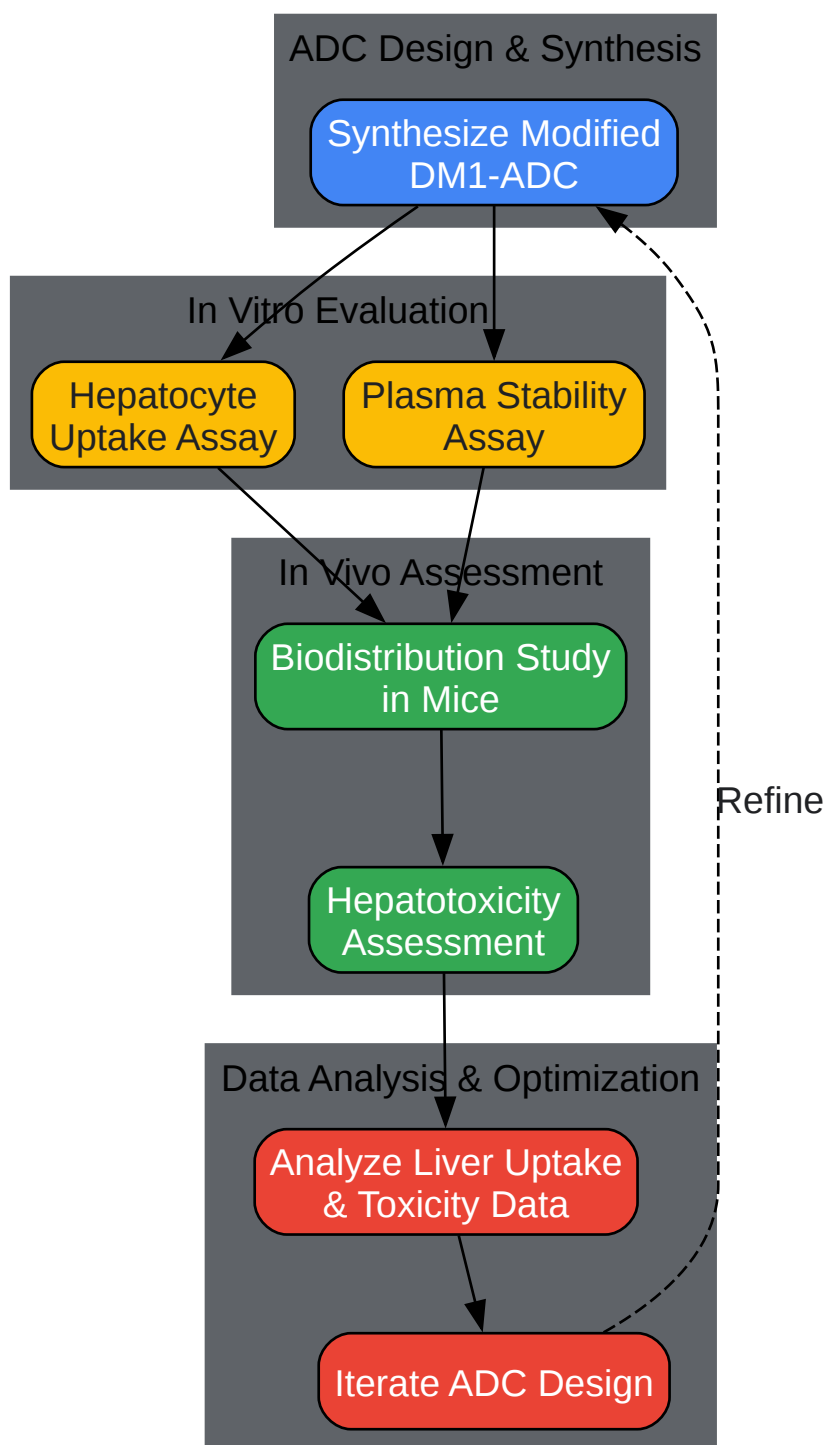 ADC Design & Synthesis
Synthesize Modified
DM1-ADC
In Vitro Evaluation
Hepatocyte
Uptake Assay
Plasma Stability
Assay
In Vivo Assessment
Biodistribution Study
in Mice
Refine
Hepatotoxicity
Assessment
Data Analysis & Optimization
Analyze Liver Uptake
& Toxicity Data
Iterate ADC Design